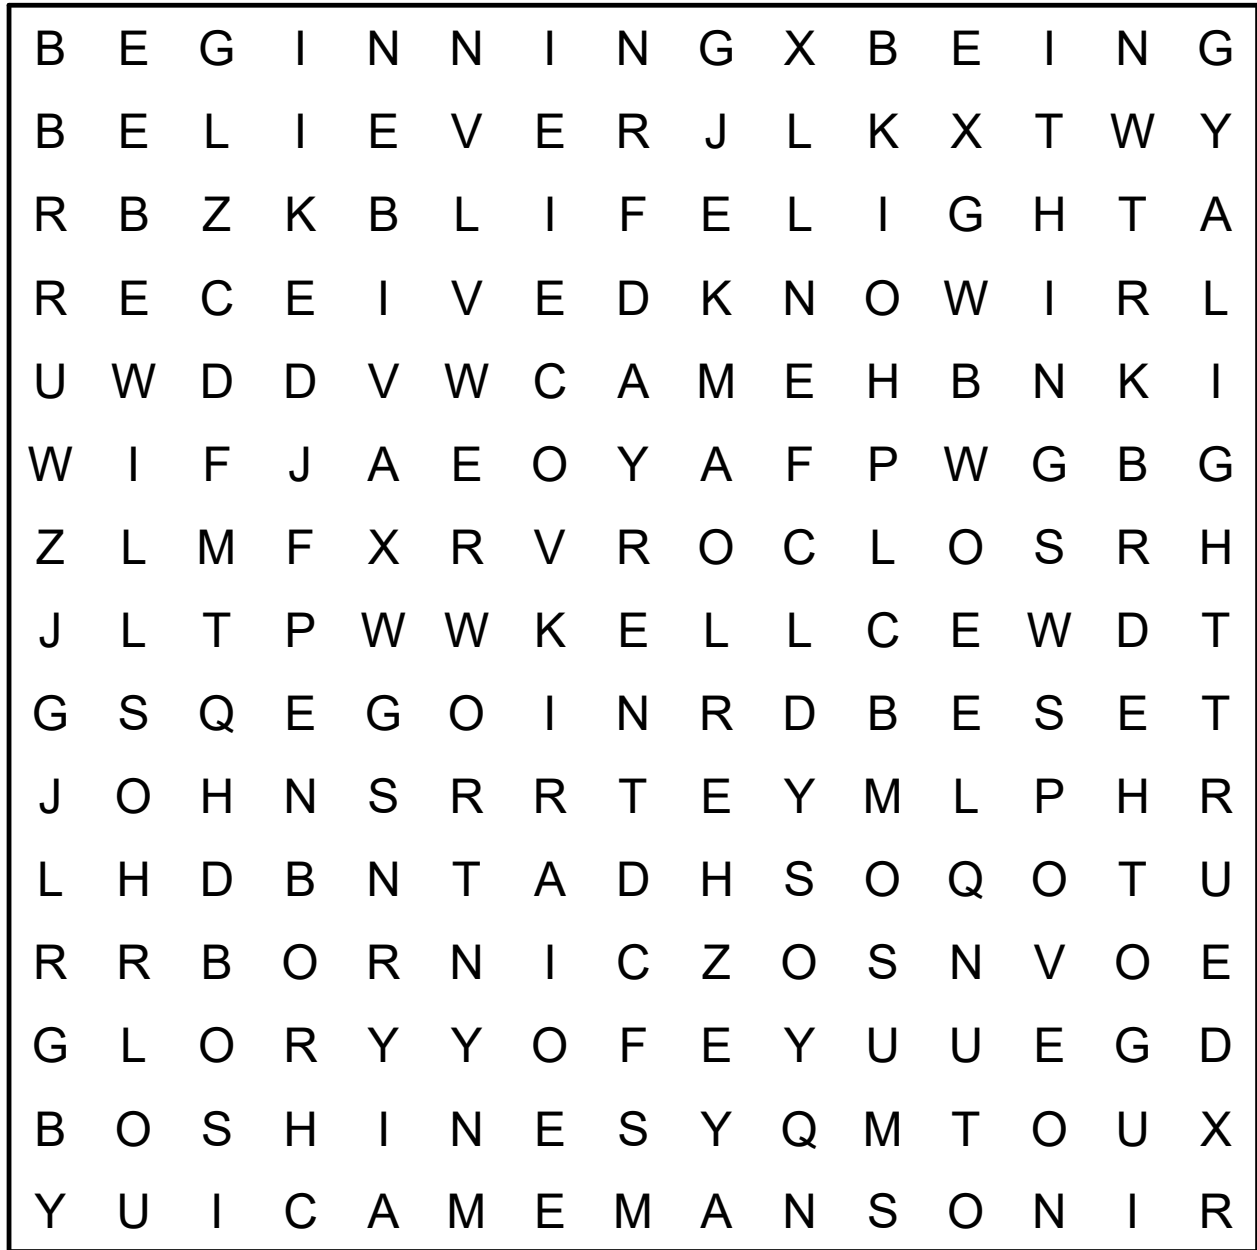 B E G I N N I N G X B E I N G
B E L I E V E R J L K X T W Y
R B Z K B L I F E L I G H T A
R E C E I V E D K N O W I R L
U W D D V W C A M E H B N K I
W I F J A E O Y A F P W G B G
Z L M F X R V R O C L O S R H
J L T P W W K E L L C E W D T
G S Q E G O I N R D B E S E T
J O H N S R R T E Y M L P H R
L H D B N T A D H S O Q O T U
R R B O R N I C Z O S N V O E
G L O R Y Y O F E Y U U E G D
B O S H I N E S Y Q M T O U X
Y U I C A M E M A N S O N I R